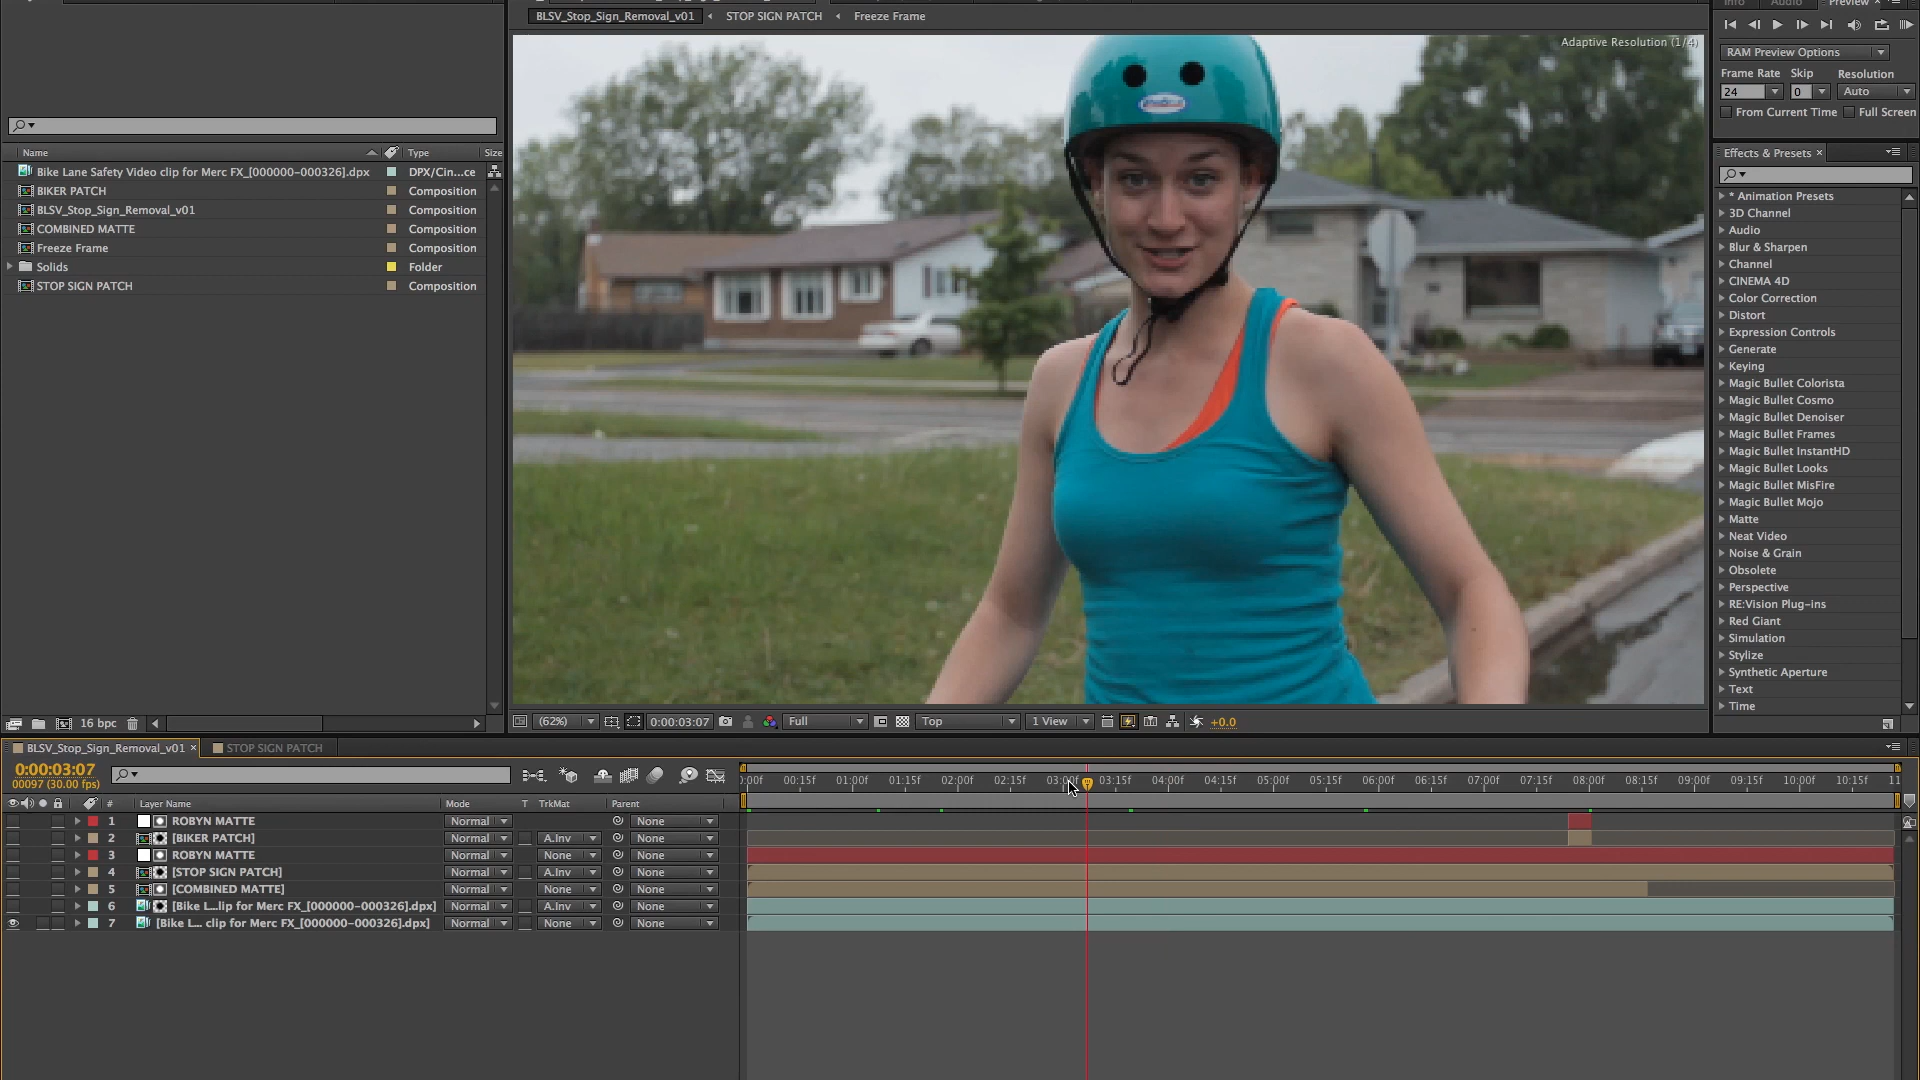 BLSV_Stop_Sign_Removal_v01 STOP SIGN PATCH Freeze Frame
Info Audio Preview
Adaptive Resolution (1/4)
RAM Preview Options
Frame Rate Skip Resolution
24 0 Auto
From Current Time Full Screen
Effects & Presets
* Animation Presets
3D Channel
Audio
Blur & Sharpen
Channel
CINEMA 4D
Color Correction
Distort
Expression Controls
Generate
Keying
Magic Bullet Colorista
Magic Bullet Cosmo
Magic Bullet Denoiser
Magic Bullet Frames
Magic Bullet InstantHD
Magic Bullet Looks
Magic Bullet MisFire
Magic Bullet Mojo
Matte
Neat Video
Noise & Grain
Obsolete
Perspective
RE:Vision Plug-ins
Red Giant
Simulation
Stylize
Synthetic Aperture
Text
Time
Name Type Size
Bike Lane Safety Video clip for Merc FX_[000000-000326].dpx DPX/Cin...ce
BIKER PATCH Composition
BLSV_Stop_Sign_Removal_v01 Composition
COMBINED MATTE Composition
Freeze Frame Composition
Solids Folder
STOP SIGN PATCH Composition
16 bpc
(62%) 0:00:03:07 Full Top 1 View +0.0
BLSV_Stop_Sign_Removal_v01 STOP SIGN PATCH
0:00:03:07
00097 (30.00 fps)
:00f 00:15f 01:00f 01:15f 02:00f 02:15f 03:00f 03:15f 04:00f 04:15f 05:00f 05:15f 06:00f 06:15f 07:00f 07:15f 08:00f 08:15f 09:00f 09:15f 10:00f 10:15f 11
# Layer Name Mode T TrkMat Parent
1 ROBYN MATTE Normal None
2 [BIKER PATCH] Normal A.Inv None
3 ROBYN MATTE Normal None None
4 [STOP SIGN PATCH] Normal A.Inv None
5 [COMBINED MATTE] Normal None None
6 [Bike L...lip for Merc FX_[000000-000326].dpx] Normal A.Inv None
7 [Bike L... clip for Merc FX_[000000-000326].dpx] Normal None None